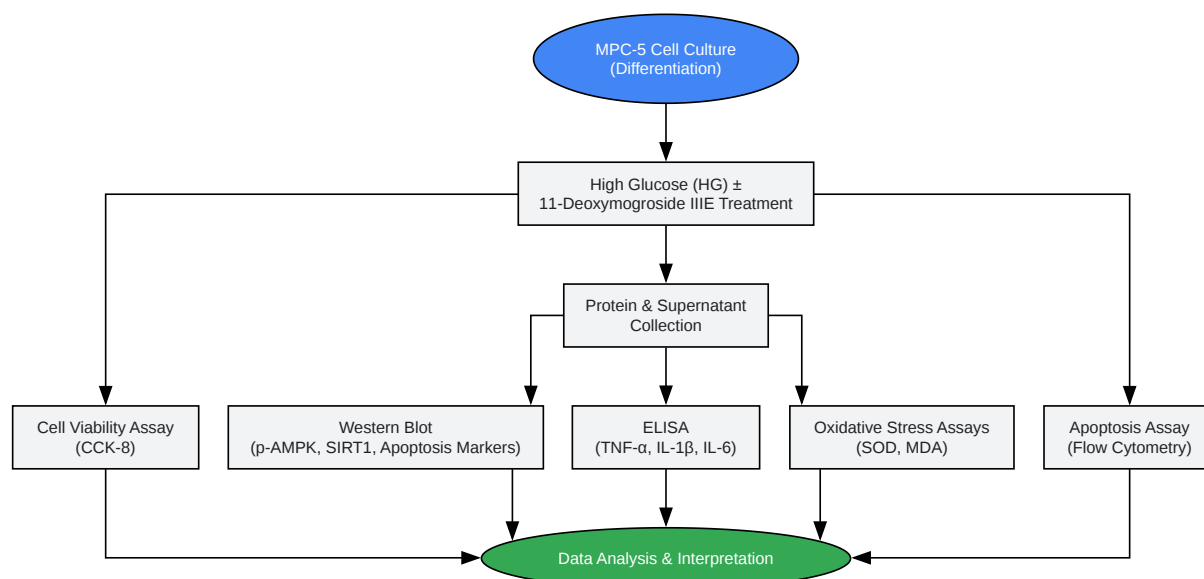 MPC-5 Cell Culture
(Differentiation)
High Glucose (HG) ±
11-Deoxymogroside IIIE Treatment
Protein & Supernatant
Collection
Cell Viability Assay
(CCK-8)
Western Blot
(p-AMPK, SIRT1, Apoptosis Markers)
ELISA
(TNF-α, IL-1β, IL-6)
Oxidative Stress Assays
(SOD, MDA)
Apoptosis Assay
(Flow Cytometry)
Data Analysis & Interpretation